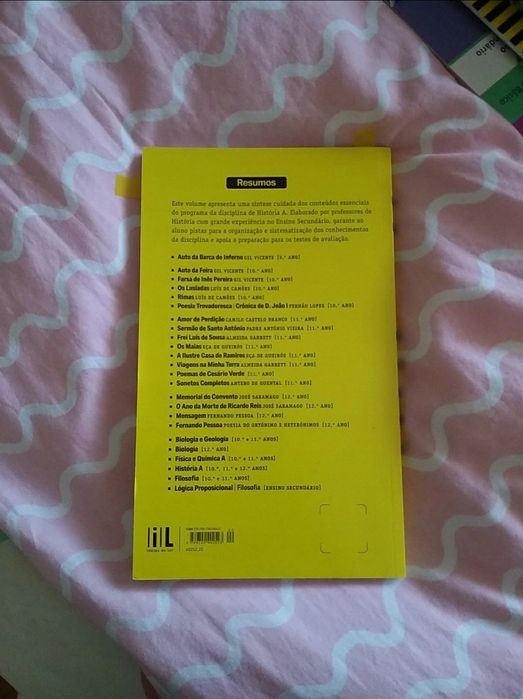 Resumos
Este volume apresenta uma síntese cuidada dos conteúdos essenciais
do programa da disciplina de História A. Elaborado por professores de
História com grande experiência no Ensino Secundário, garante ao
aluno pistas para a organização e sistematização dos conhecimentos
da disciplina e apoia a preparação para os testes de avaliação.
▪ Auto da Barca do Inferno GIL VICENTE [9.º ANO]
▪ Auto da Feira GIL VICENTE [10.º ANO]
▪ Farsa de Inês Pereira GIL VICENTE [10.º ANO]
▪ Os Lusíadas LUÍS DE CAMÕES [10.º ANO]
▪ Rimas LUÍS DE CAMÕES [10.º ANO]
▪ Poesia Trovadoresca | Crónica de D. João I FERNÃO LOPES [10.º ANO]
▪ Amor de Perdição CAMILO CASTELO BRANCO [11.º ANO]
▪ Sermão de Santo António PADRE ANTÓNIO VIEIRA [11.º ANO]
▪ Frei Luís de Sousa ALMEIDA GARRETT [11.º ANO]
▪ Os Maias EÇA DE QUEIRÓS [11.º ANO]
▪ A Ilustre Casa de Ramires EÇA DE QUEIRÓS [11.º ANO]
▪ Viagens na Minha Terra ALMEIDA GARRETT [11.º ANO]
▪ Poemas de Cesário Verde [11.º ANO]
▪ Sonetos Completos ANTERO DE QUENTAL [11.º ANO]
▪ Memorial do Convento JOSÉ SARAMAGO [12.º ANO]
▪ O Ano da Morte de Ricardo Reis JOSÉ SARAMAGO [12.º ANO]
▪ Mensagem FERNANDO PESSOA [12.º ANO]
▪ Fernando Pessoa POESIA DO ORTÓNIMO E HETERÓNIMOS [12.º ANO]
▪ Biologia e Geologia [10.º e 11.º ANOS]
▪ Biologia [12.º ANO]
▪ Física e Química A [10.º e 11.º ANOS]
▪ História A [10.º, 11.º e 12.º ANOS]
▪ Filosofia [10.º e 11.º ANOS]
▪ Lógica Proposicional | Filosofia [ENSINO SECUNDÁRIO]
iL
ideias de ler
ISBN